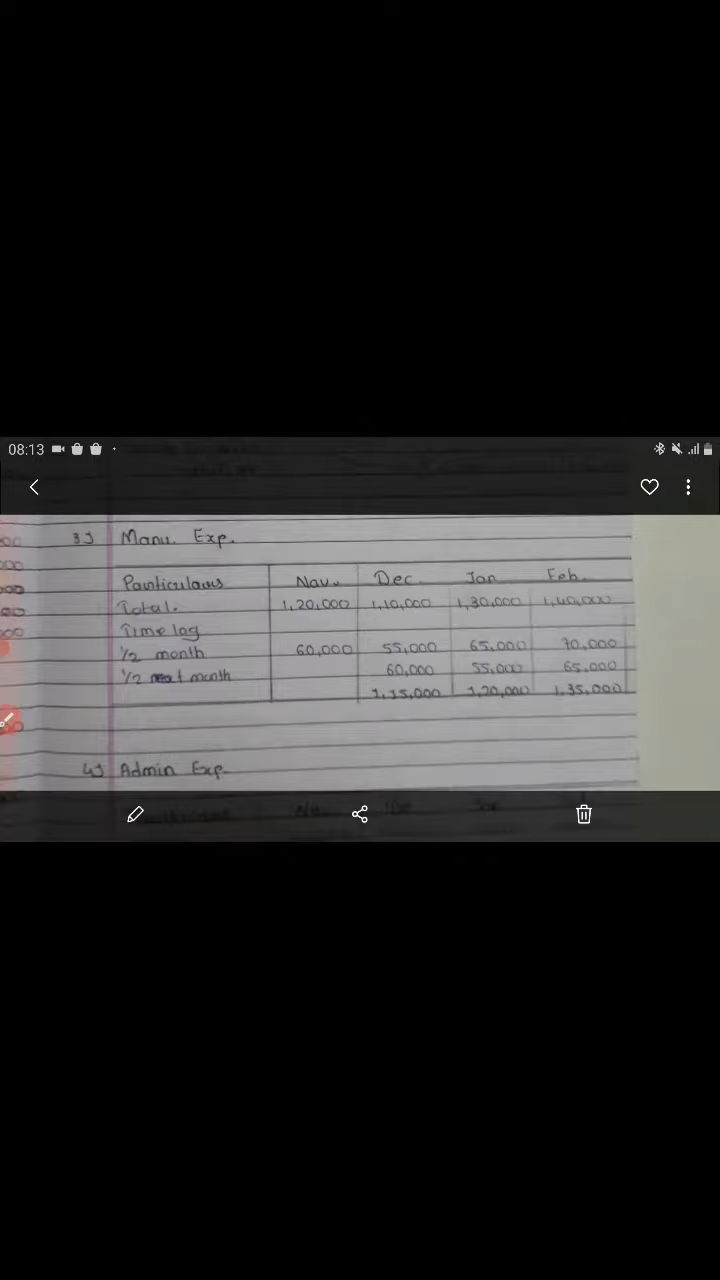 08:13
3] Manu. Exp.
Particulars Nov. Dec. Jan Feb.
Total. 1,20,000 1,10,000 1,30,000 1,40,000
Time lag
1/2 month 60,000 55,000 65,000 70,000
1/2 month 60,000 55,000 65,000
1,15,000 1,20,000 1,35,000
4] Admin Exp.